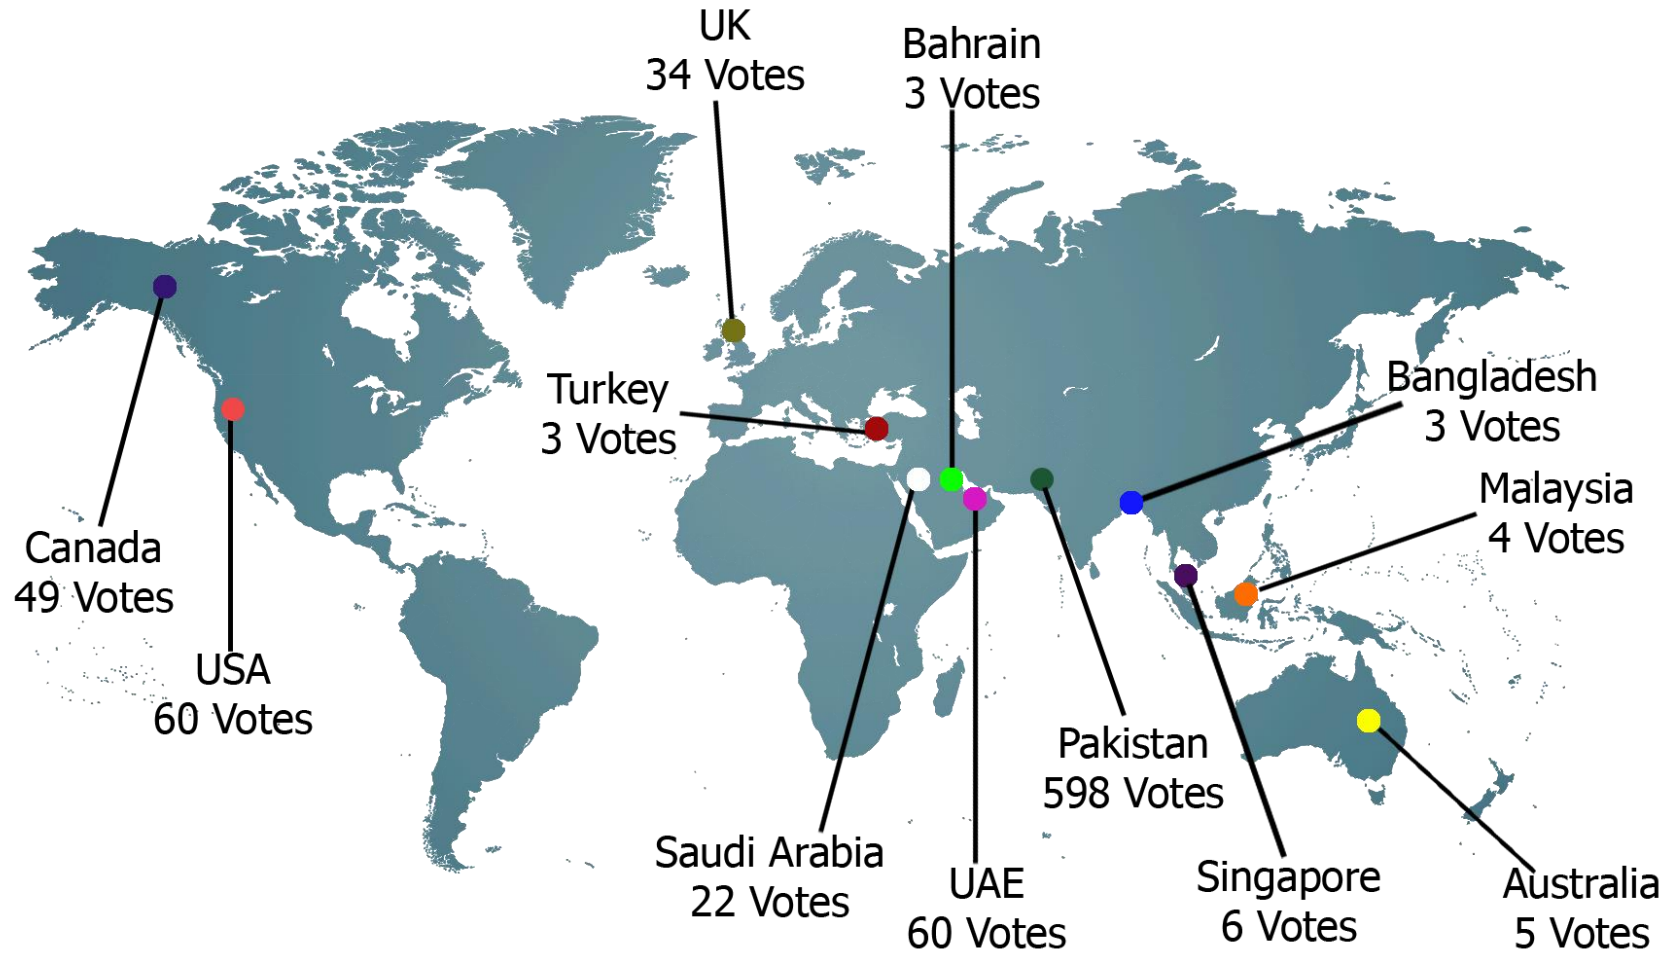 UK
34 Votes
Bahrain
3 Votes
Turkey
3 Votes
Bangladesh
3 Votes
Malaysia
4 Votes
Canada
49 Votes
USA
60 Votes
Pakistan
598 Votes
Saudi Arabia
22 Votes
UAE
60 Votes
Singapore
6 Votes
Australia
5 Votes